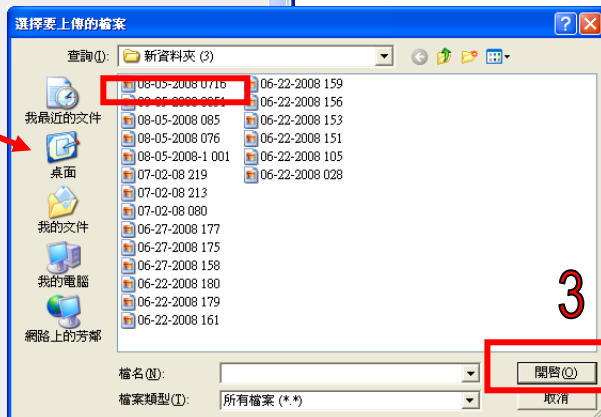 選擇要上傳的檔案
查詢(I):
新資料夾 (3)
我最近的文件
桌面
我的文件
我的電腦
網路上的芳鄰
08-05-2008 071b
08-05-2008 085
08-05-2008 076
08-05-2008-1 001
07-02-08 219
07-02-08 213
07-02-08 080
06-27-2008 177
06-27-2008 175
06-27-2008 158
06-22-2008 180
06-22-2008 179
06-22-2008 161
06-22-2008 159
06-22-2008 156
06-22-2008 153
06-22-2008 151
06-22-2008 105
06-22-2008 028
3
檔名(N):
開啓(O)
檔案類型(T):
所有檔案 (*.*)
取消